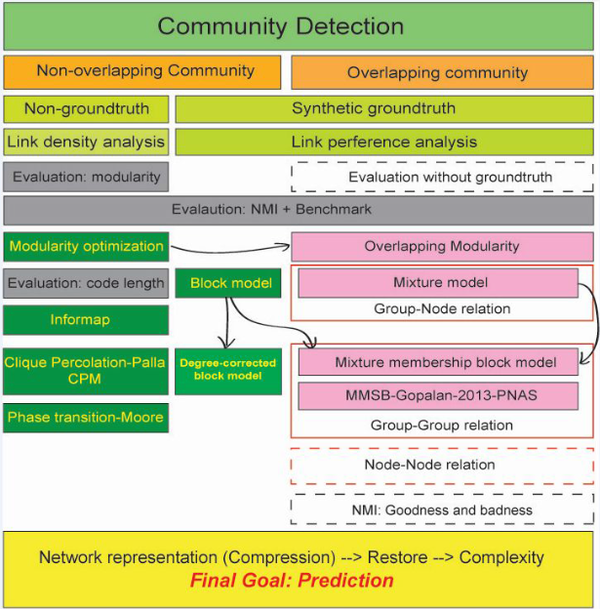 Community Detection
Non-overlapping Community
Overlapping community
Non-groundtruth
Synthetic groundtruth
Link density analysis
Link perference analysis
Evaluation: modularity
Evaluation without groundtruth
Evalaution: NMI + Benchmark
Modularity optimization
Overlapping Modularity
Evaluation: code length
Block model
Mixture model
Group-Node relation
Informap
Clique Percolation-Palla
CPM
Degree-corrected
block model
Mixture membership block model
MMSB-Gopalan-2013-PNAS
Phase transition-Moore
Group-Group relation
Node-Node relation
NMI: Goodness and badness
Network representation (Compression) --> Restore --> Complexity
Final Goal: Prediction